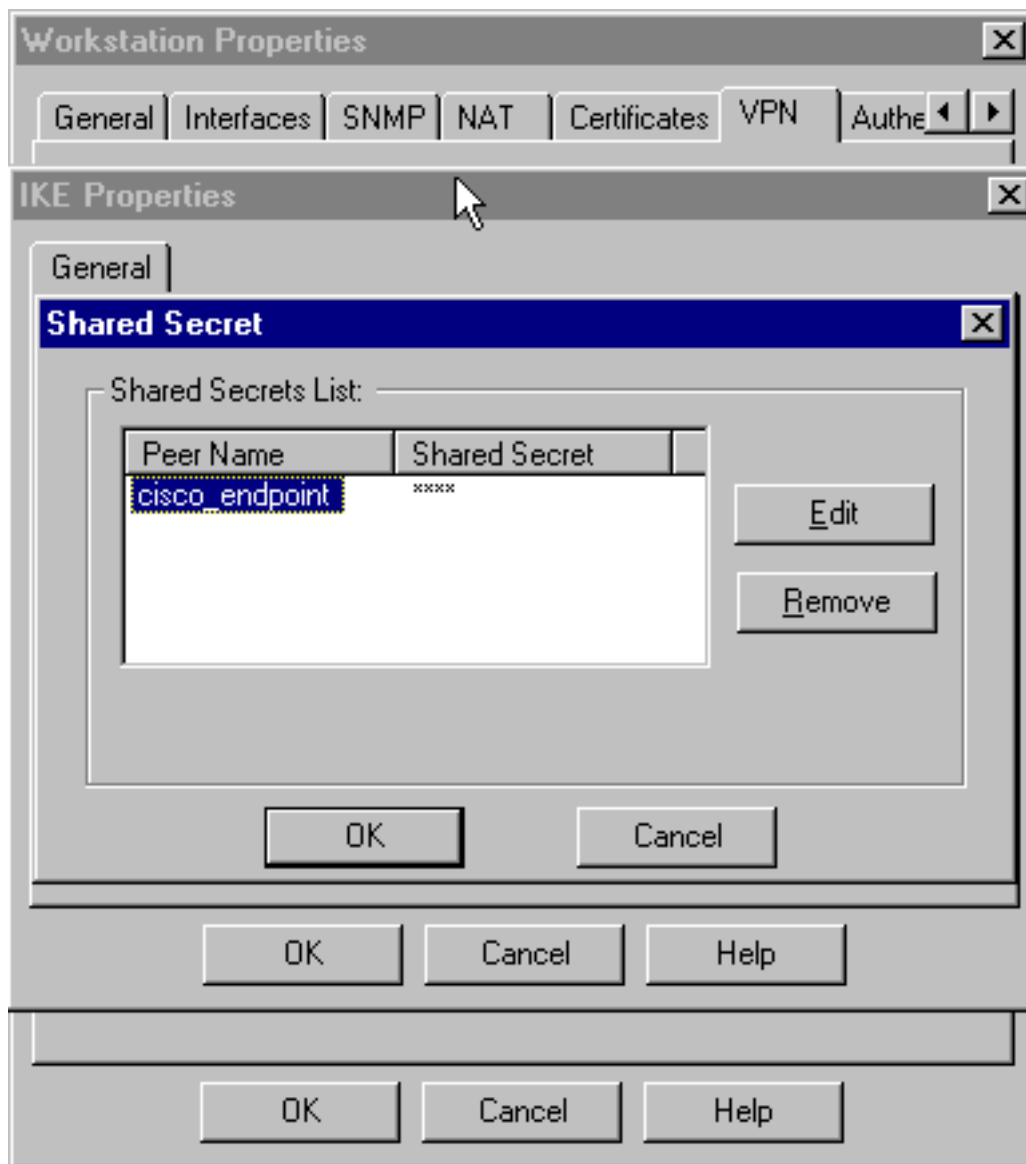 Workstation Properties
General Interfaces SNMP NAT Certificates VPN
IKE Properties
General
Shared Secret
Shared Secrets List:
Peer Name Shared Secret
cisco_endpoint ****
Edit
Remove
OK Cancel
OK Cancel Help
OK Cancel Help